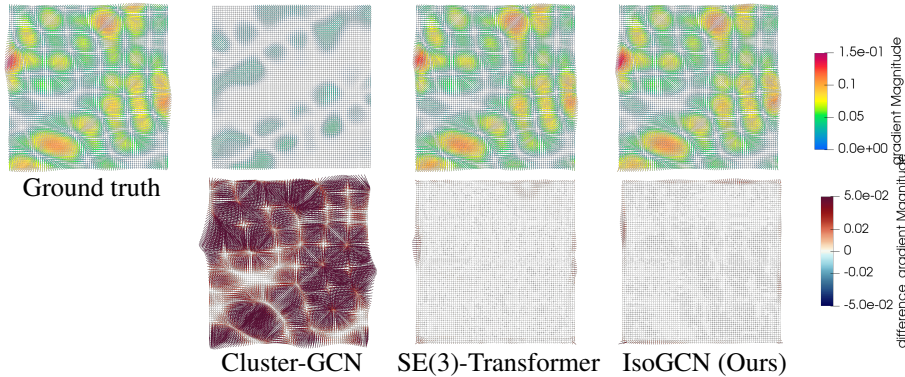 1.5e-01
0.1
0.05
0.0e+00
gradient Magnitude
Ground truth
5.0e-02
0.02
0
-0.02
-5.0e-02
difference_gradient Magnitude
Cluster-GCN
SE(3)-Transformer
IsoGCN (Ours)